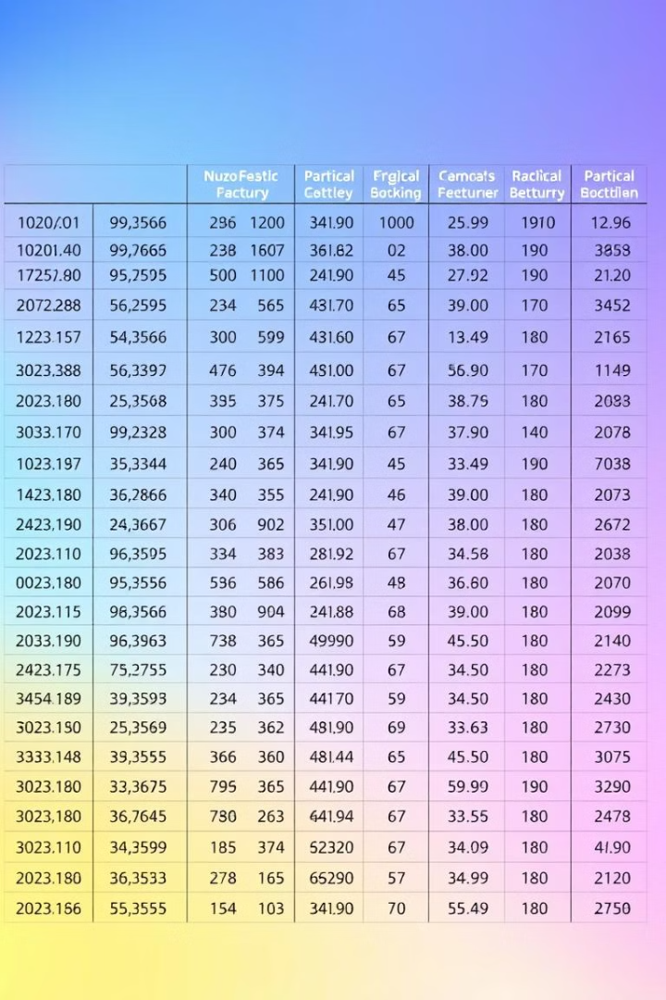 NuzoFeatic Partical Frgical Camoats Raclical Partical
Factury Cottley Botking Feeturier Betturry Bocttilen
1020/.01 99,3566 236 1200 341.90 1000 25.99 1910 12.96
10201.40 99,7666 238 1607 361.82 02 38.00 190 3853
17257.80 95,7595 500 1100 241.90 45 27.92 190 21.20
2072.288 56,2595 234 565 431.70 65 39.00 170 3452
1223.157 54,3566 300 599 431.60 67 13.49 180 2165
3023.388 56,3397 476 394 451.00 67 56.90 170 1149
2023.180 25,3568 335 375 241.70 65 38.75 180 2083
3033.170 99,2328 300 374 341.95 67 37.90 140 2078
1023.197 35,3344 240 365 341.90 45 33.49 190 7038
1423.180 36,2866 340 355 241.90 46 39.00 180 2073
2423,190 24,3667 306 902 351.00 47 38.00 180 2672
2023.110 96,3595 334 383 281.92 67 34.56 180 2038
0023.180 95,3556 536 586 261.98 48 36.80 180 2070
2023.115 98,3566 380 904 241.88 68 39.00 180 2099
2033.190 96,3963 738 365 49990 59 45.50 180 2140
2423.175 75,2755 230 340 441.90 67 34.50 180 2273
3454.189 39,3593 234 365 44170 59 34.50 180 2430
3023.150 25,3569 235 362 481.90 69 33.63 180 2730
3333.148 39,3555 366 360 481.44 65 45.50 180 3075
3023.180 33,3675 795 365 441.90 67 59.99 190 3290
3023,180 36,7645 730 263 641.94 67 33.55 180 2478
3023.110 34,3599 185 374 52320 67 34.09 180 41.90
2023.180 36,3533 278 165 65290 57 34.99 180 2120
2023.166 55,3555 154 103 341.90 70 55.49 180 2750